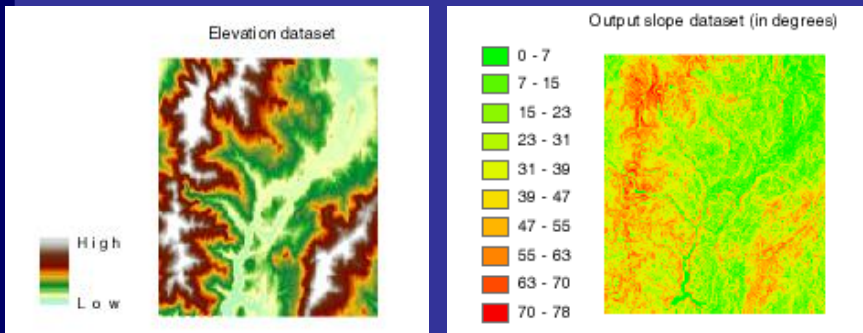 Elevation dataset
High
Low
Output slope dataset (in degrees)
0 - 7
7 - 15
15 - 23
23 - 31
31 - 39
39 - 47
47 - 55
55 - 63
63 - 70
70 - 78